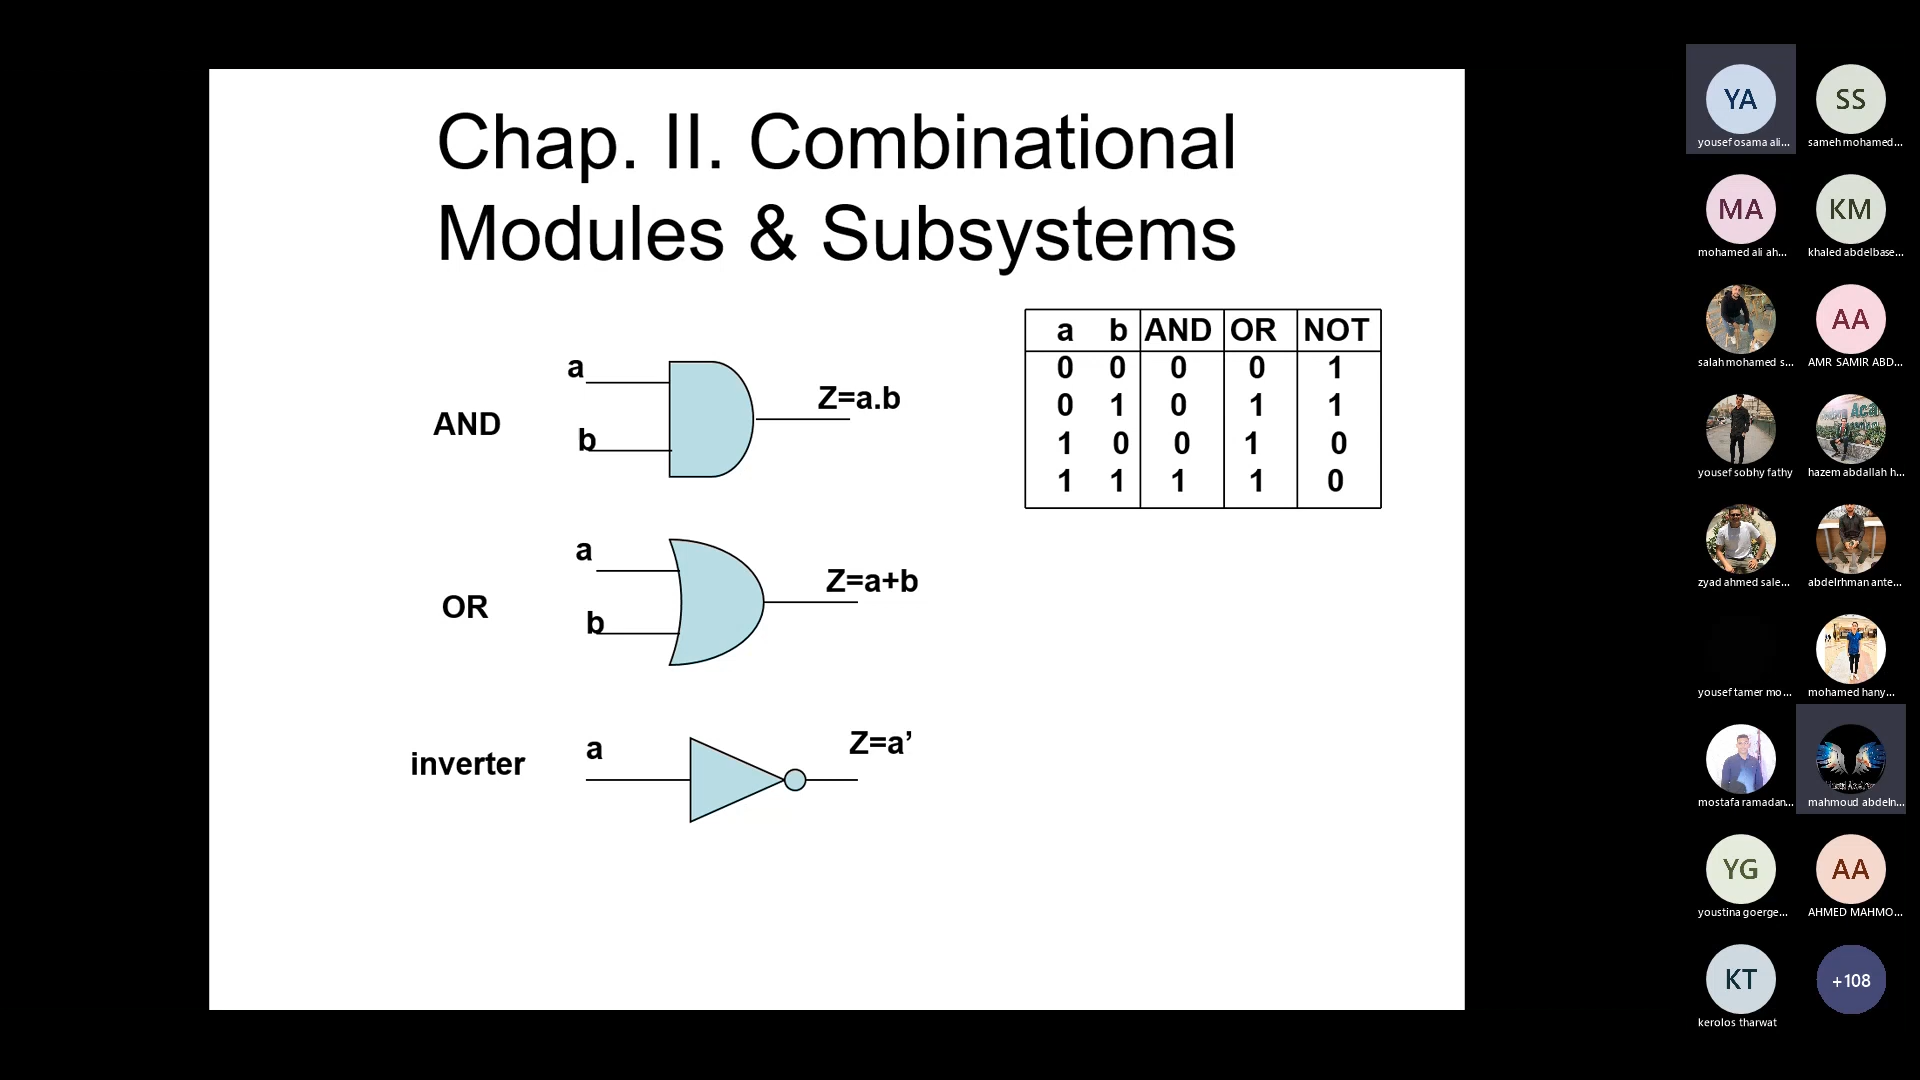 Chap. II. Combinational
Modules & Subsystems
a b AND OR NOT
0 0 0 0 1
0 1 0 1 1
1 0 0 1 0
1 1 1 1 0
a
AND
b
Z=a.b
a
OR
b
Z=a+b
inverter
a
Z=a’
YA
yousef osama ali...
SS
sameh mohamed...
MA
mohamed ali ah...
KM
khaled abdelbase...
salah mohamed s...
AA
AMR SAMIR ABD...
yousef sobhy fathy
hazem abdallah h...
zyad ahmed sale...
abdelrhman ante...
yousef tamer mo...
mohamed hany...
mostafa ramadan...
mahmoud abdeln...
YG
youstina goerge...
AA
AHMED MAHMO...
KT
kerolos tharwat
+108